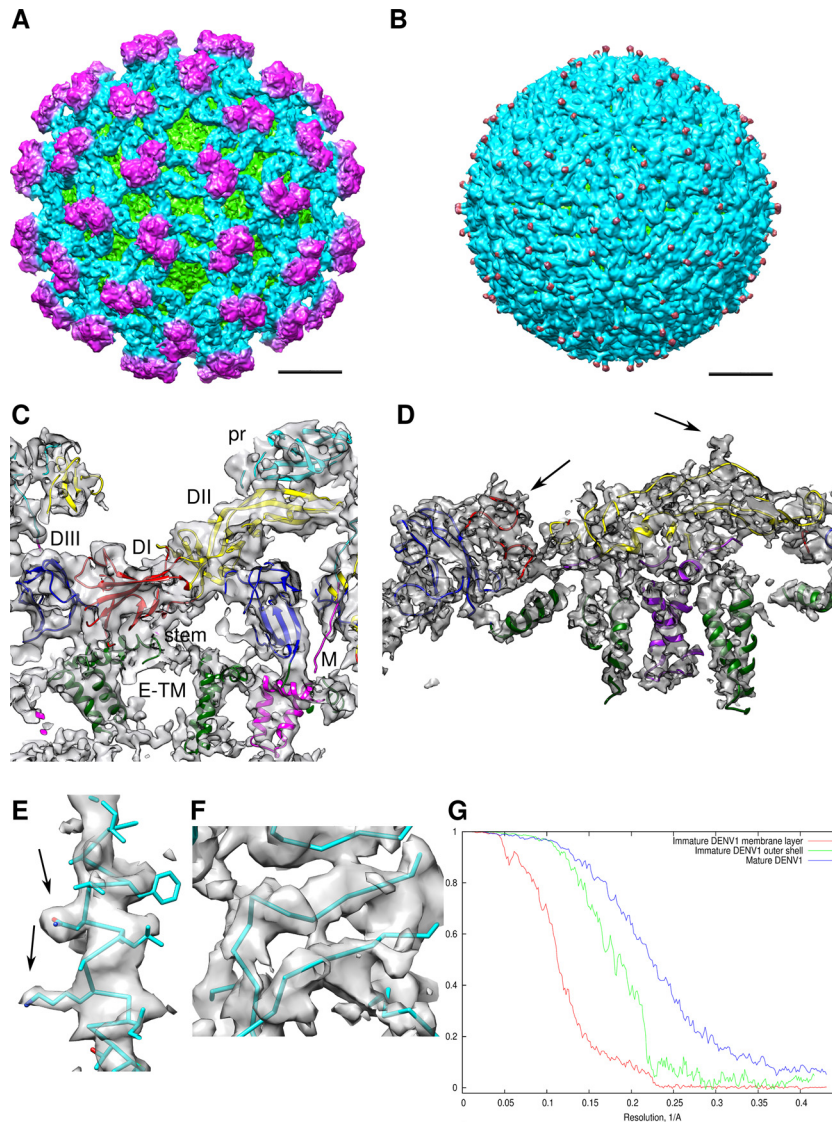 A
B
C
pr
DII
DIII
DI
stem
M
E-TM
D
E
F
G
Immature DENV1 membrane layer
Immature DENV1 outer shell
Mature DENV1
1
0.8
0.6
0.4
0.2
0
0.05
0.1
0.15
0.2
0.25
0.3
0.35
0.4
Resolution, 1/A